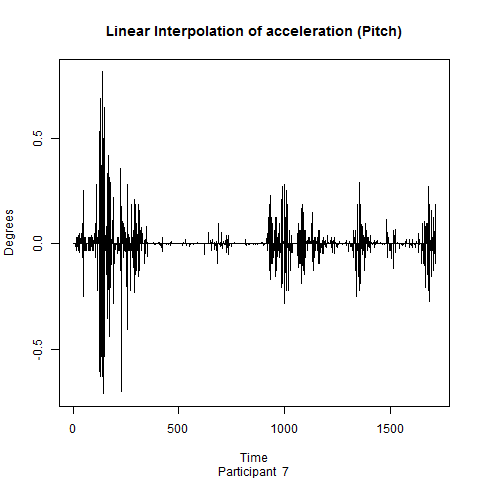 Linear Interpolation of acceleration (Pitch)
0.5
0.0
-0.5
Degrees
0 500 1000 1500
Time
Participant 7